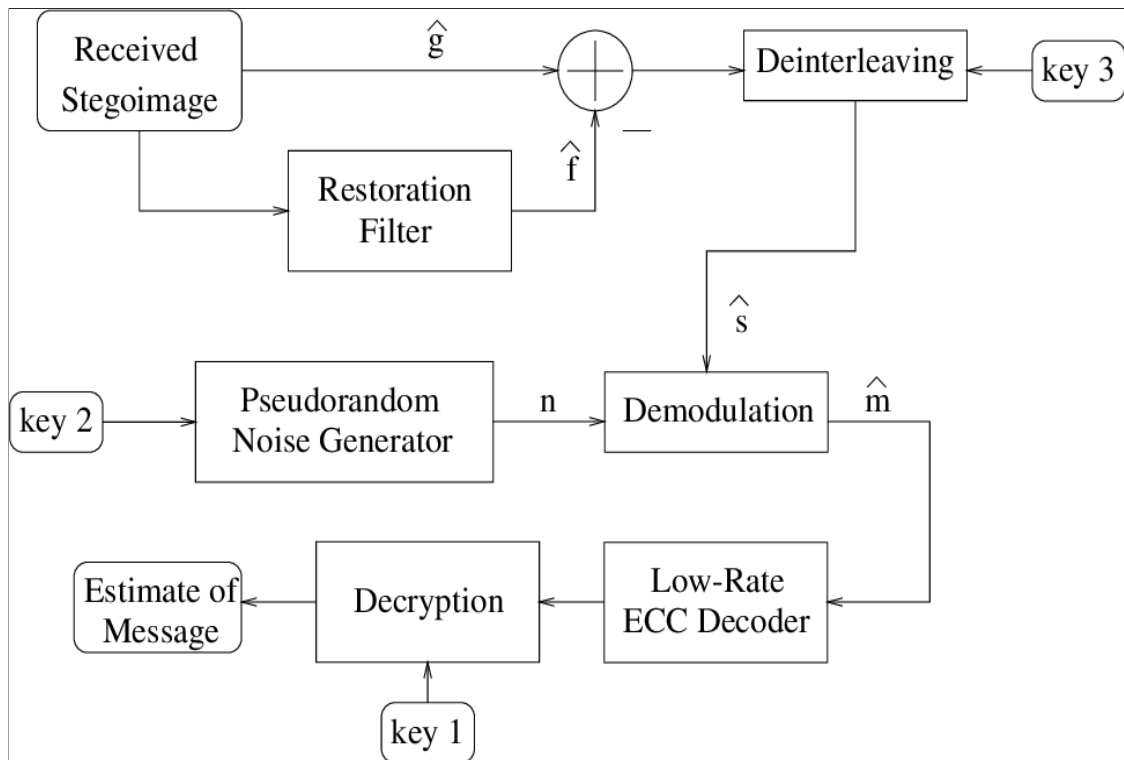 Received
Stegoimage
ĝ
Deinterleaving
key 3
f̂
—
Restoration
Filter
ŝ
key 2
Pseudorandom
Noise Generator
n
Demodulation
m̂
Estimate of
Message
Decryption
Low-Rate
ECC Decoder
key 1